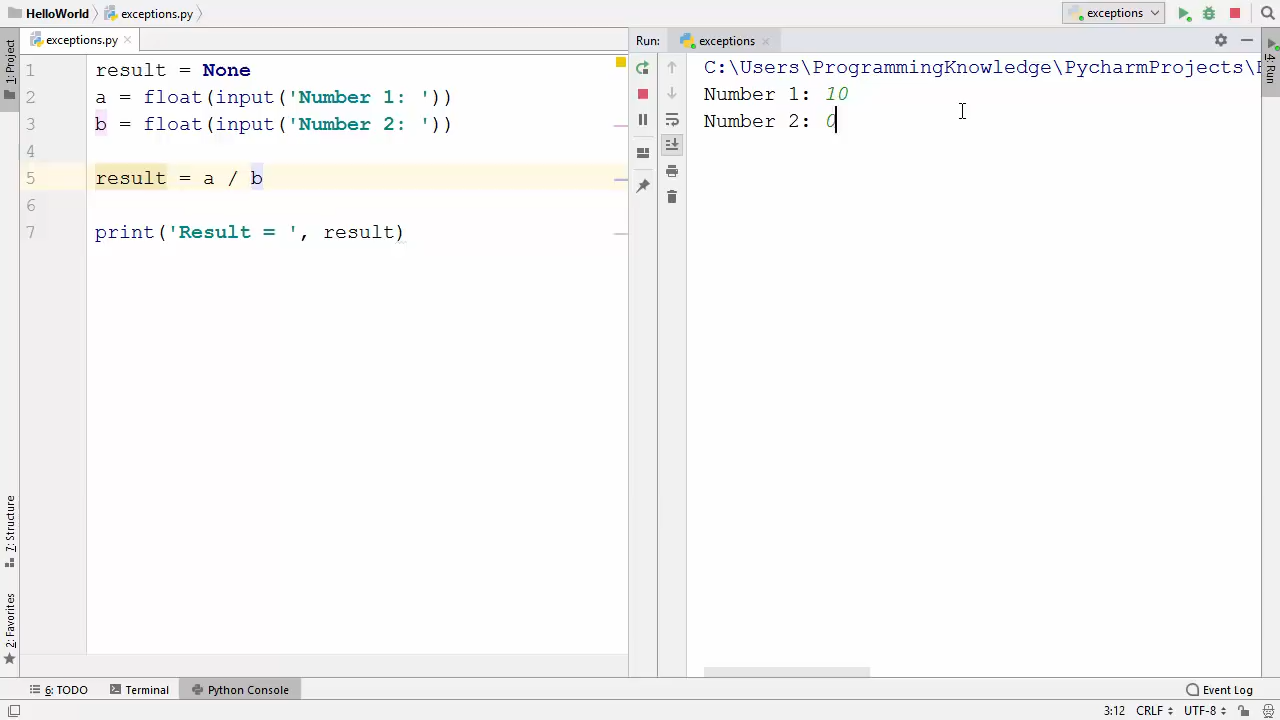 HelloWorld exceptions.py exceptions
exceptions.py
Run: exceptions
1: Project
4: Run
1 result = None
2 a = float(input('Number 1: '))
3 b = float(input('Number 2: '))
4
5 result = a / b
6
7 print('Result = ', result)
C:\Users\ProgrammingKnowledge\PycharmProjects\
Number 1: 10
Number 2: 0
7: Structure
2: Favorites
6: TODO Terminal Python Console Event Log
3:12 CRLF UTF-8